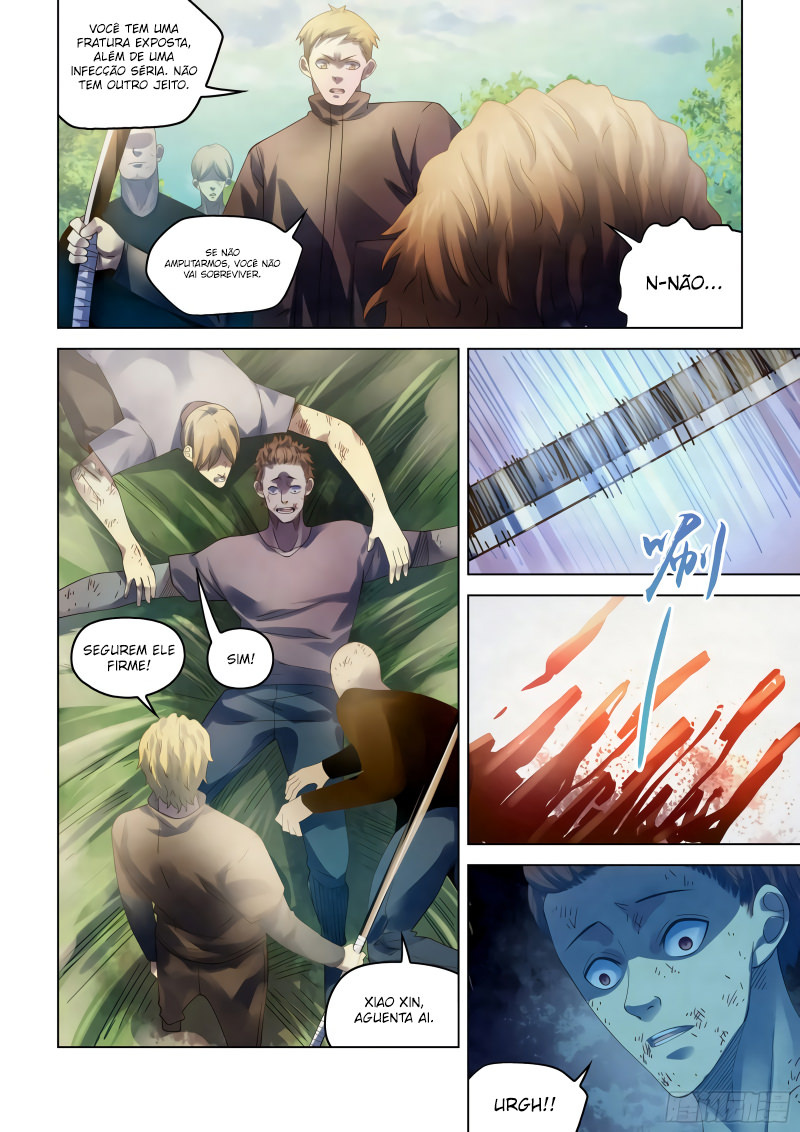 VOCÊ TEM UMA
FRATURA EXPOSTA,
ALÉM DE UMA
INFECÇÃO SÉRIA. NÃO
TEM OUTRO JEITO.
SE NÃO
AMPUTARMOS, VOCÊ NÃO
VAI SOBREVIVER.
N-NÃO...
SEGUREM ELE
FIRME!
SIM!
XIAO XIN,
AGUENTA AI.
唰
URGH!!